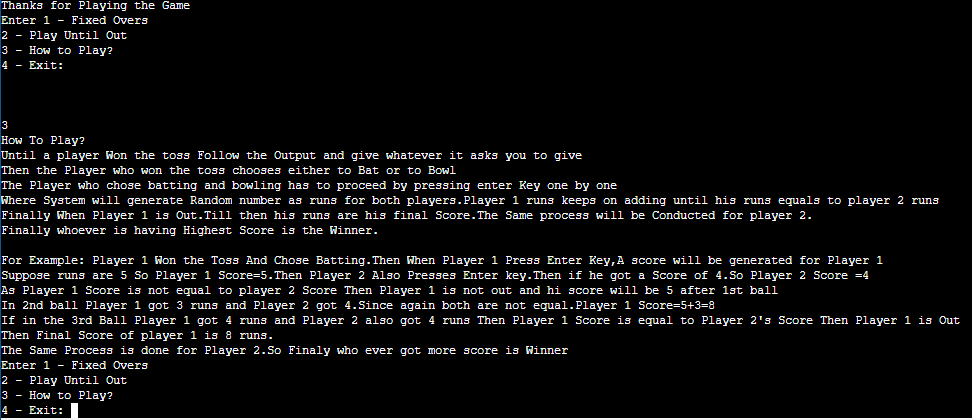 Thanks for Playing the Game
Enter 1 - Fixed Overs
2 - Play Until Out
3 - How to Play?
4 - Exit:
3
How To Play?
Until a player Won the toss Follow the Output and give whatever it asks you to give
Then the Player who won the toss chooses either to Bat or to Bowl
The Player who chose batting and bowling has to proceed by pressing enter Key one by one
Where System will generate Random number as runs for both players.Player 1 runs keeps on adding until his runs equals to player 2 runs
Finally When Player 1 is Out.Till then his runs are his final Score.The Same process will be Conducted for player 2.
Finally whoever is having Highest Score is the Winner.
For Example: Player 1 Won the Toss And Chose Batting.Then When Player 1 Press Enter Key,A score will be generated for Player 1
Suppose runs are 5 So Player 1 Score=5.Then Player 2 Also Presses Enter key.Then if he got a Score of 4.So Player 2 Score =4
As Player 1 Score is not equal to player 2 Score Then Player 1 is not out and hi score will be 5 after 1st ball
In 2nd ball Player 1 got 3 runs and Player 2 got 4.Since again both are not equal.Player 1 Score=5+3=8
If in the 3rd Ball Player 1 got 4 runs and Player 2 also got 4 runs Then Player 1 Score is equal to Player 2's Score Then Player 1 is Out
Then Final Score of player 1 is 8 runs.
The Same Process is done for Player 2.So Finaly who ever got more score is Winner
Enter 1 - Fixed Overs
2 - Play Until Out
3 - How to Play?
4 - Exit: